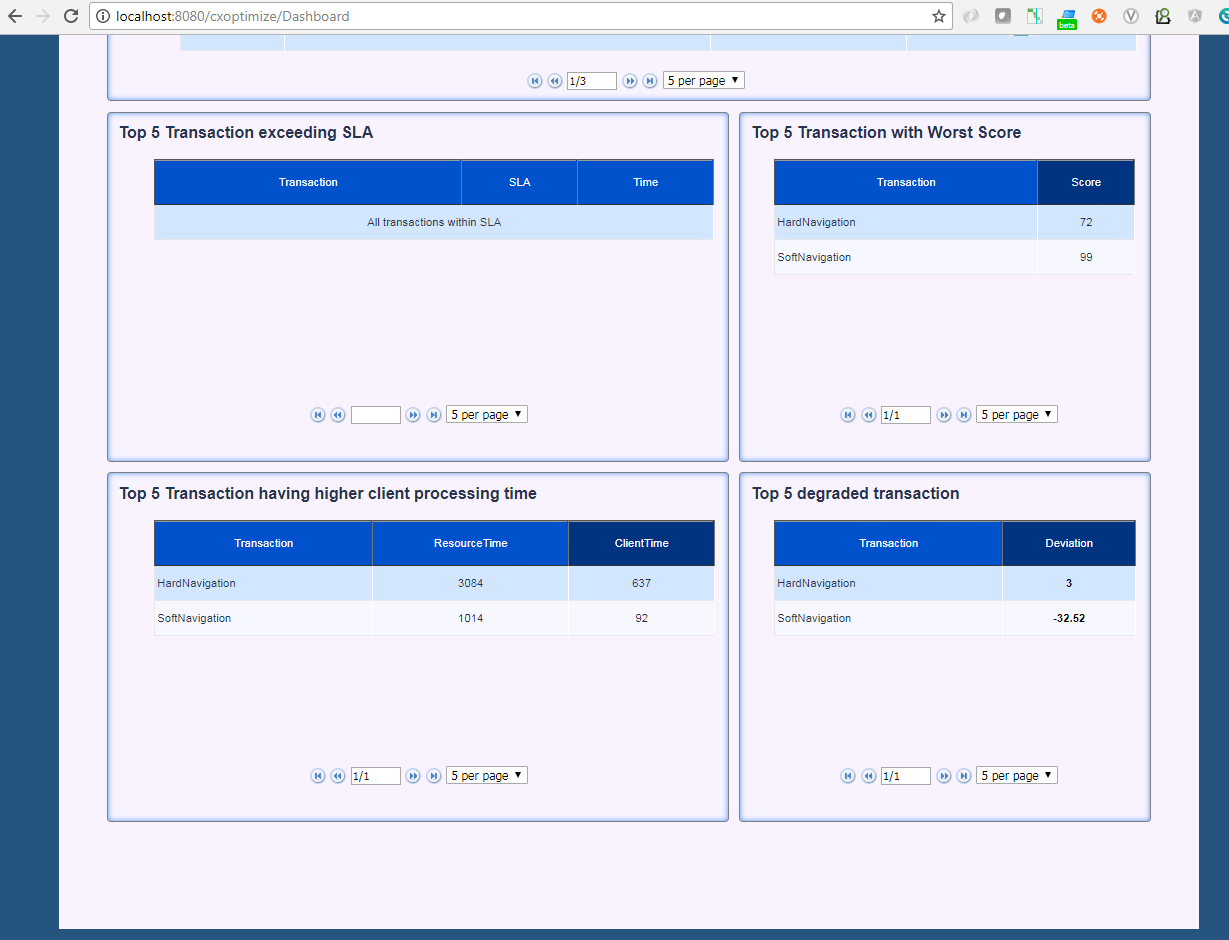 localhost:8080/cxoptimize/Dashboard
beta
1/3 5 per page
Top 5 Transaction exceeding SLA
Transaction SLA Time
All transactions within SLA
5 per page
Top 5 Transaction with Worst Score
Transaction Score
HardNavigation 72
SoftNavigation 99
1/1 5 per page
Top 5 Transaction having higher client processing time
Transaction ResourceTime ClientTime
HardNavigation 3084 637
SoftNavigation 1014 92
1/1 5 per page
Top 5 degraded transaction
Transaction Deviation
HardNavigation 3
SoftNavigation -32.52
1/1 5 per page